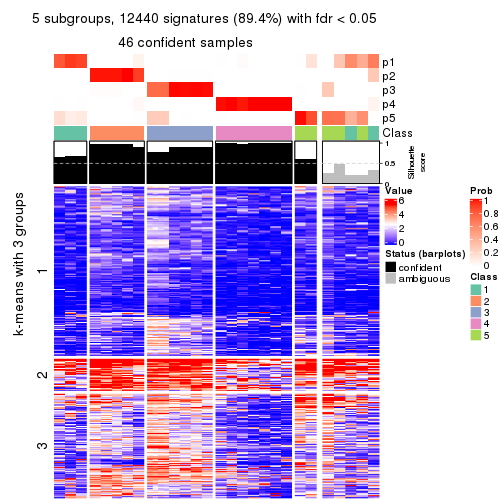 5 subgroups, 12440 signatures (89.4%) with fdr < 0.05
46 confident samples
p1
p2
p3
p4
p5
Class
1
0.5
0
Silhouette
score
k-means with 3 groups
1
2
3
Value
6
4
2
0
Status (barplots)
confident
ambiguous
Prob
1
0.8
0.6
0.4
0.2
0
Class
1
2
3
4
5